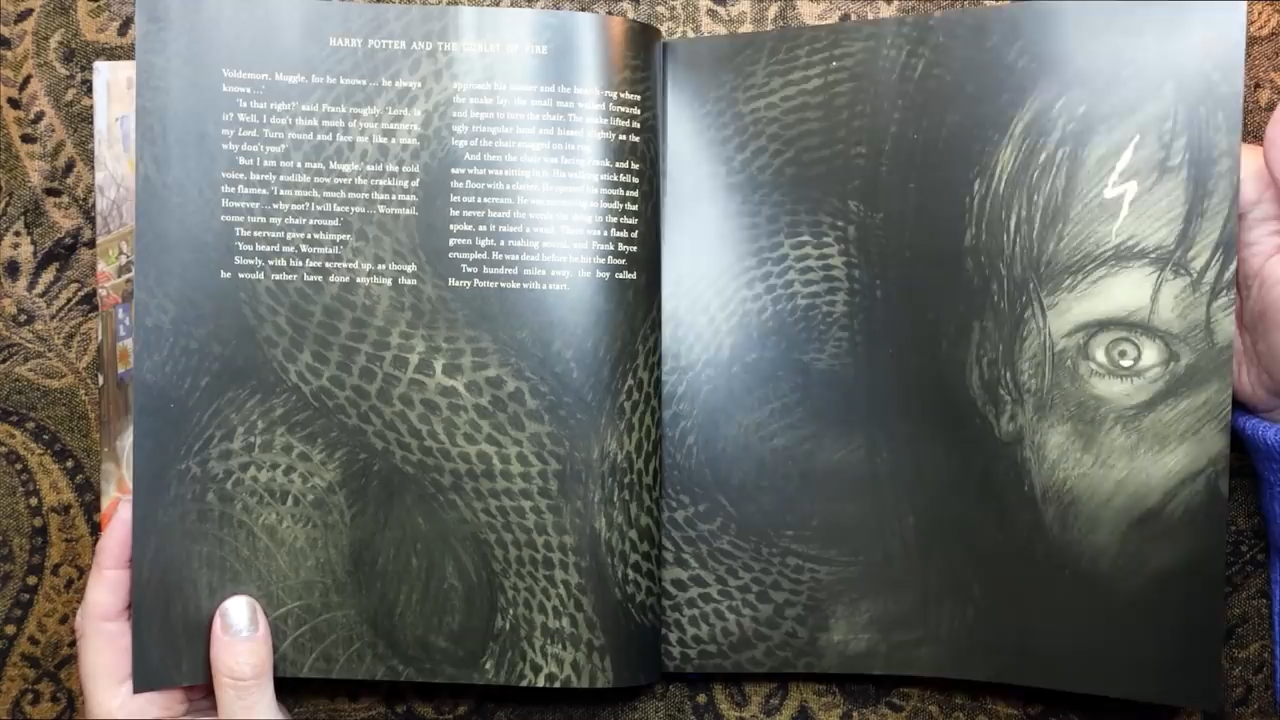 HARRY POTTER AND THE GOBLET OF FIRE
Voldemort, Muggle, for he knows … he always
knows …’
‘Is that right?’ said Frank roughly. ‘Lord, is
it? Well, I don’t think much of your manners,
my Lord. Turn round and face me like a man,
why don’t you?’
‘But I am not a man, Muggle,’ said the cold
voice, barely audible now over the crackling of
the flames. ‘I am much, much more than a man.
However … why not? I will face you … Wormtail,
come turn my chair around.’
The servant gave a whimper.
‘You heard me, Wormtail.’
Slowly, with his face screwed up, as though
he would rather have done anything than
approach his master and the hearth-rug where
the snake lay, the small man walked forwards
and began to turn the chair. The snake lifted its
ugly triangular head and hissed slightly as the
legs of the chair snagged on its rug.
And then the chair was facing Frank, and he
saw what was sitting in it. His walking stick fell to
the floor with a clatter. He opened his mouth and
let out a scream. He was screaming so loudly that
he never heard the words the thing in the chair
spoke, as it raised a wand. There was a flash of
green light, a rushing sound, and Frank Bryce
crumpled. He was dead before he hit the floor.
Two hundred miles away, the boy called
Harry Potter woke with a start.